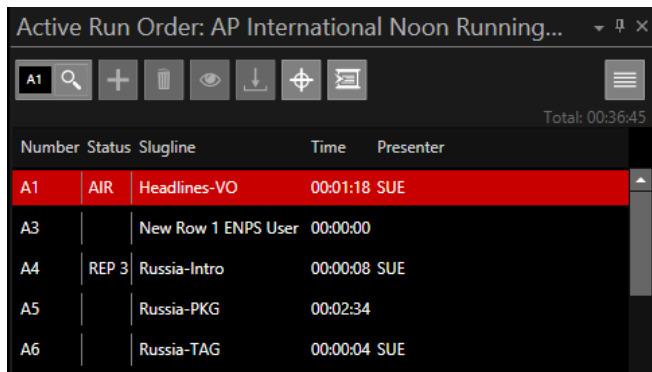 Active Run Order: AP International Noon Running...
A1
Total: 00:36:45
Number Status Slugline Time Presenter
A1 AIR Headlines-VO 00:01:18 SUE
A3 New Row 1 ENPS User 00:00:00
A4 REP 3 Russia-Intro 00:00:08 SUE
A5 Russia-PKG 00:02:34
A6 Russia-TAG 00:00:04 SUE